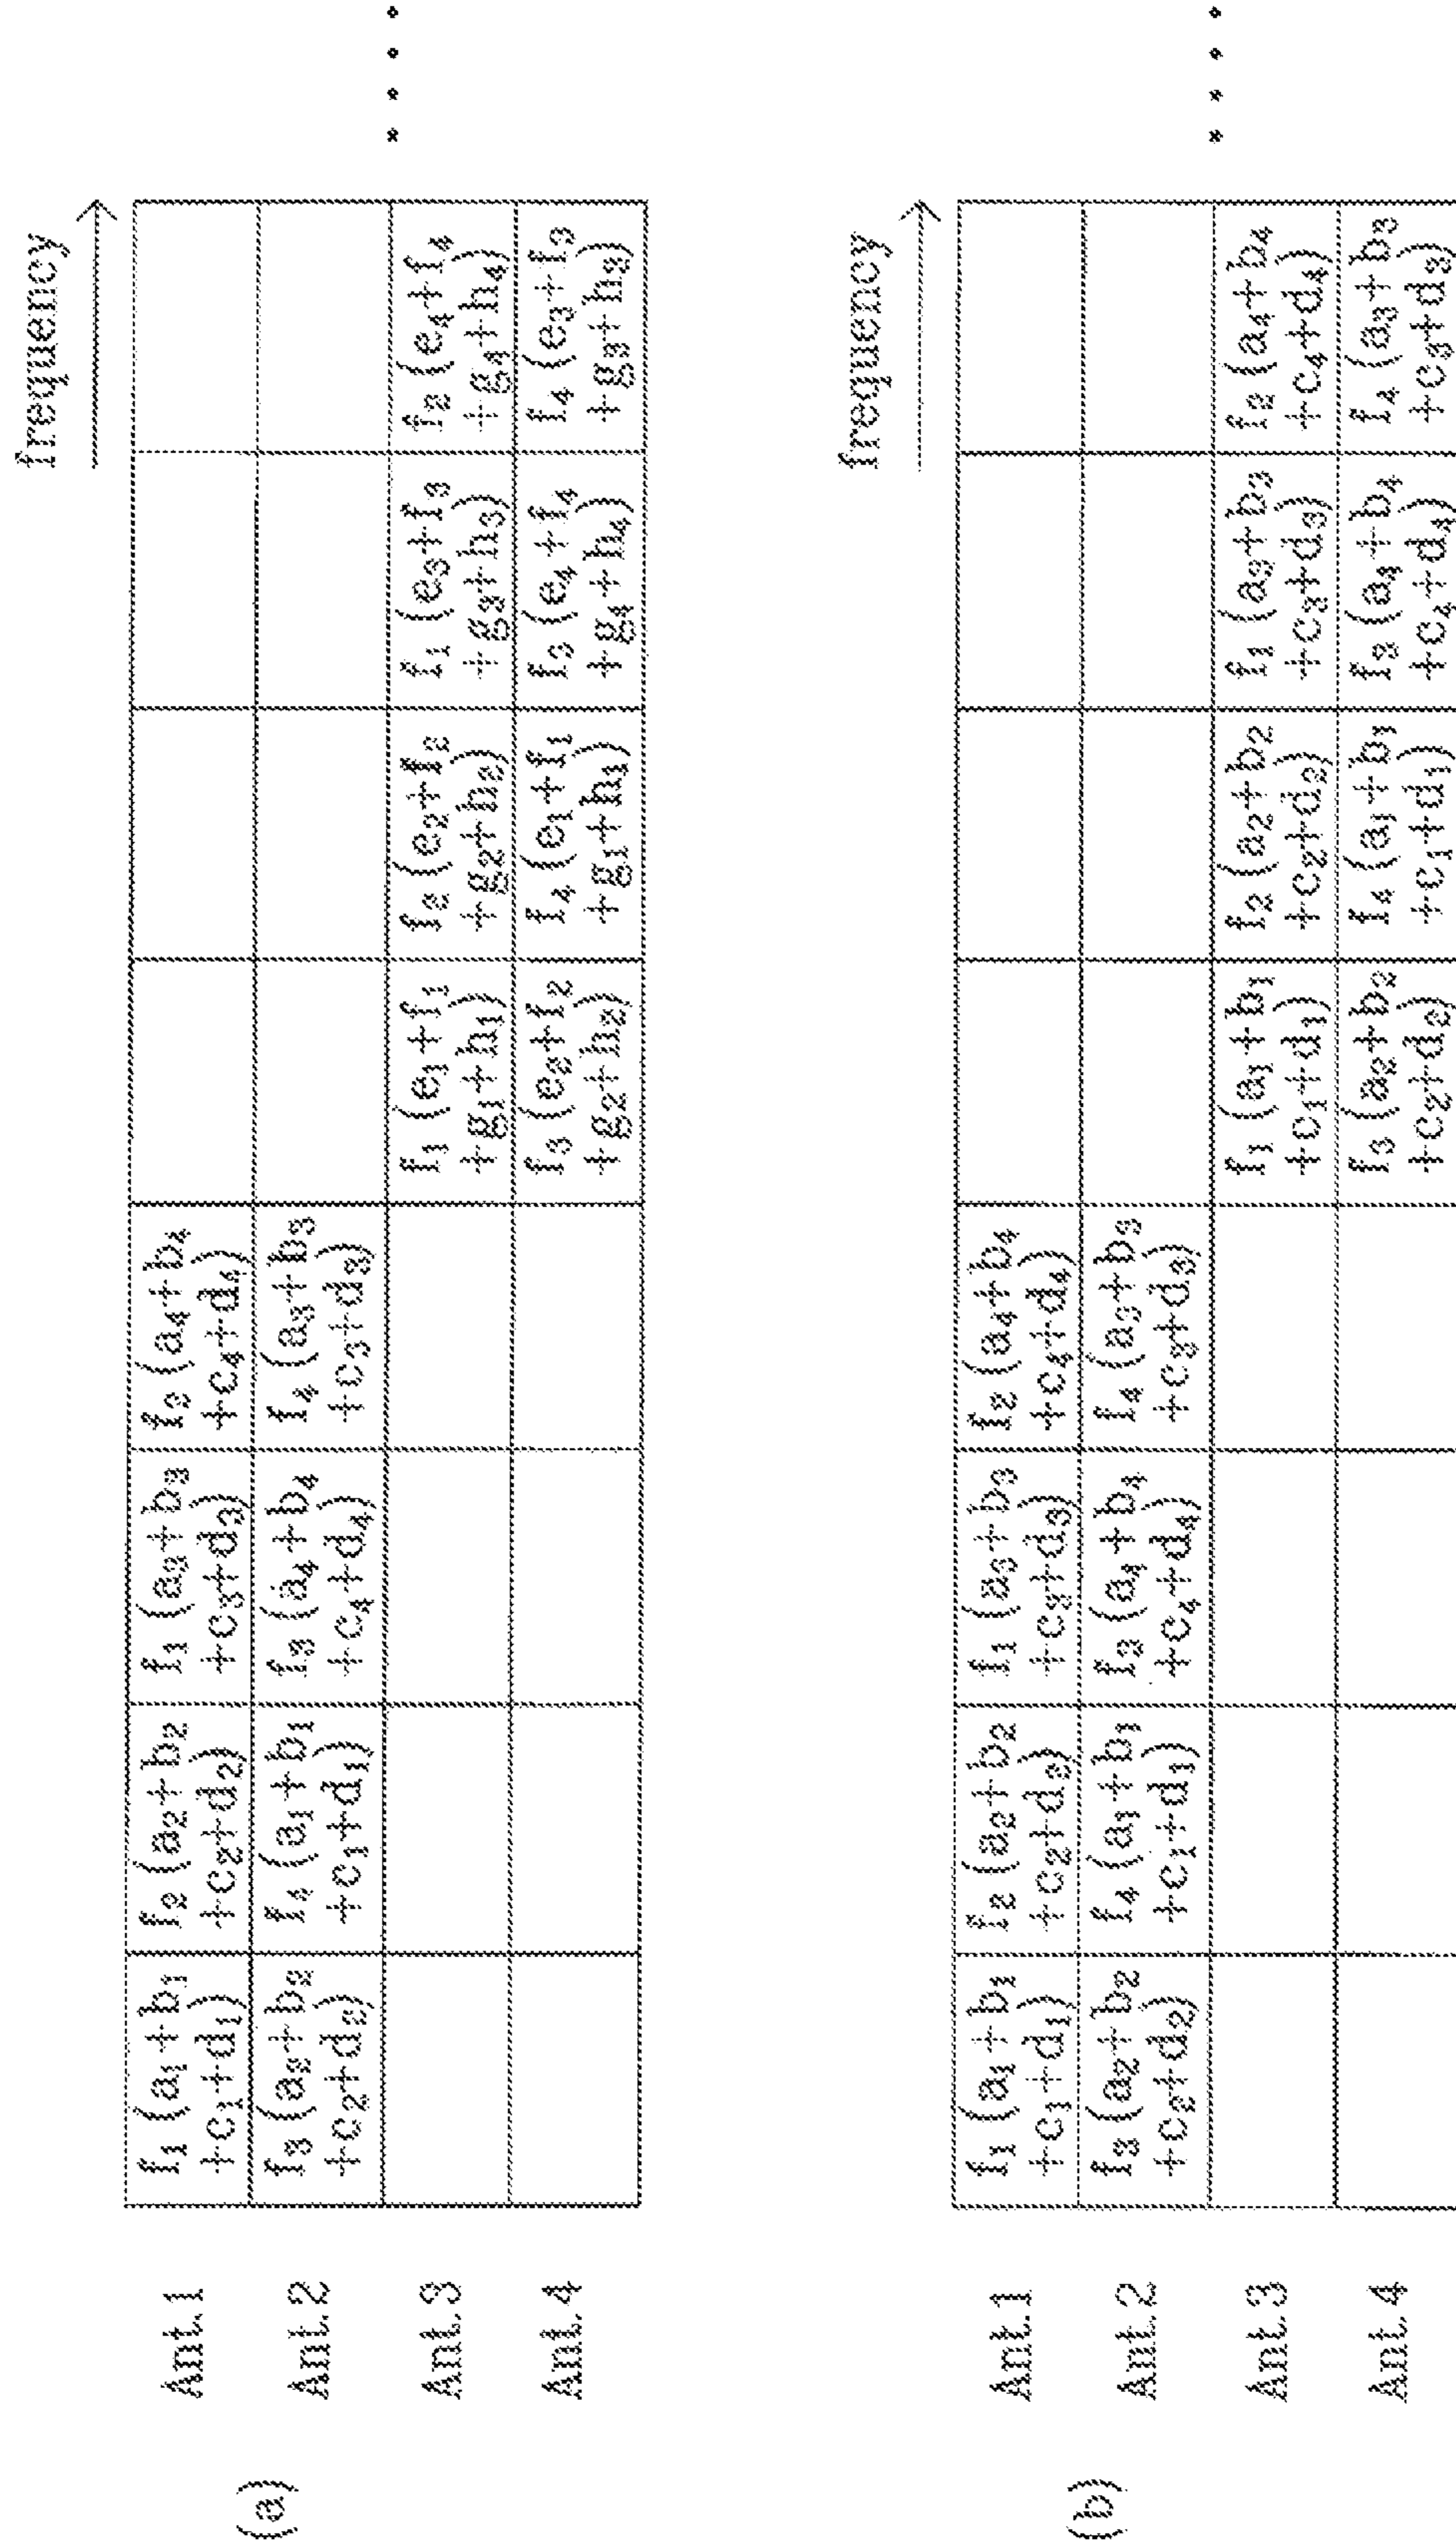 (a)
frequency
Ant.1
f₁ (a₁+b₁
+c₁+d₁)
f₂ (a₂+b₂
+c₂+d₂)
f₁ (a₃+b₃
+c₃+d₃)
f₂ (a₄+b₄
+c₄+d₄)
Ant.2
f₃ (a₂+b₂
+c₂+d₂)
f₄ (a₁+b₁
+c₁+d₁)
f₃ (a₄+b₄
+c₄+d₄)
f₄ (a₃+b₃
+c₃+d₃)
Ant.3
f₁ (e₁+f₁
+g₁+h₁)
f₂ (e₂+f₂
+g₂+h₂)
f₁ (e₃+f₃
+g₃+h₃)
f₂ (e₄+f₄
+g₄+h₄)
Ant.4
f₃ (e₂+f₂
+g₂+h₂)
f₄ (e₁+f₁
+g₁+h₁)
f₃ (e₄+f₄
+g₄+h₄)
f₄ (e₃+f₃
+g₃+h₃)
(b)
frequency
Ant.1
f₁ (a₁+b₁
+c₁+d₁)
f₂ (a₂+b₂
+c₂+d₂)
f₁ (a₃+b₃
+c₃+d₃)
f₂ (a₄+b₄
+c₄+d₄)
Ant.2
f₃ (a₂+b₂
+c₂+d₂)
f₄ (a₁+b₁
+c₁+d₁)
f₃ (a₄+b₄
+c₄+d₄)
f₄ (a₃+b₃
+c₃+d₃)
Ant.3
f₁ (a₁+b₁
+c₁+d₁)
f₂ (a₂+b₂
+c₂+d₂)
f₁ (a₃+b₃
+c₃+d₃)
f₂ (a₄+b₄
+c₄+d₄)
Ant.4
f₃ (a₂+b₂
+c₂+d₂)
f₄ (a₁+b₁
+c₁+d₁)
f₃ (a₄+b₄
+c₄+d₄)
f₄ (a₃+b₃
+c₃+d₃)